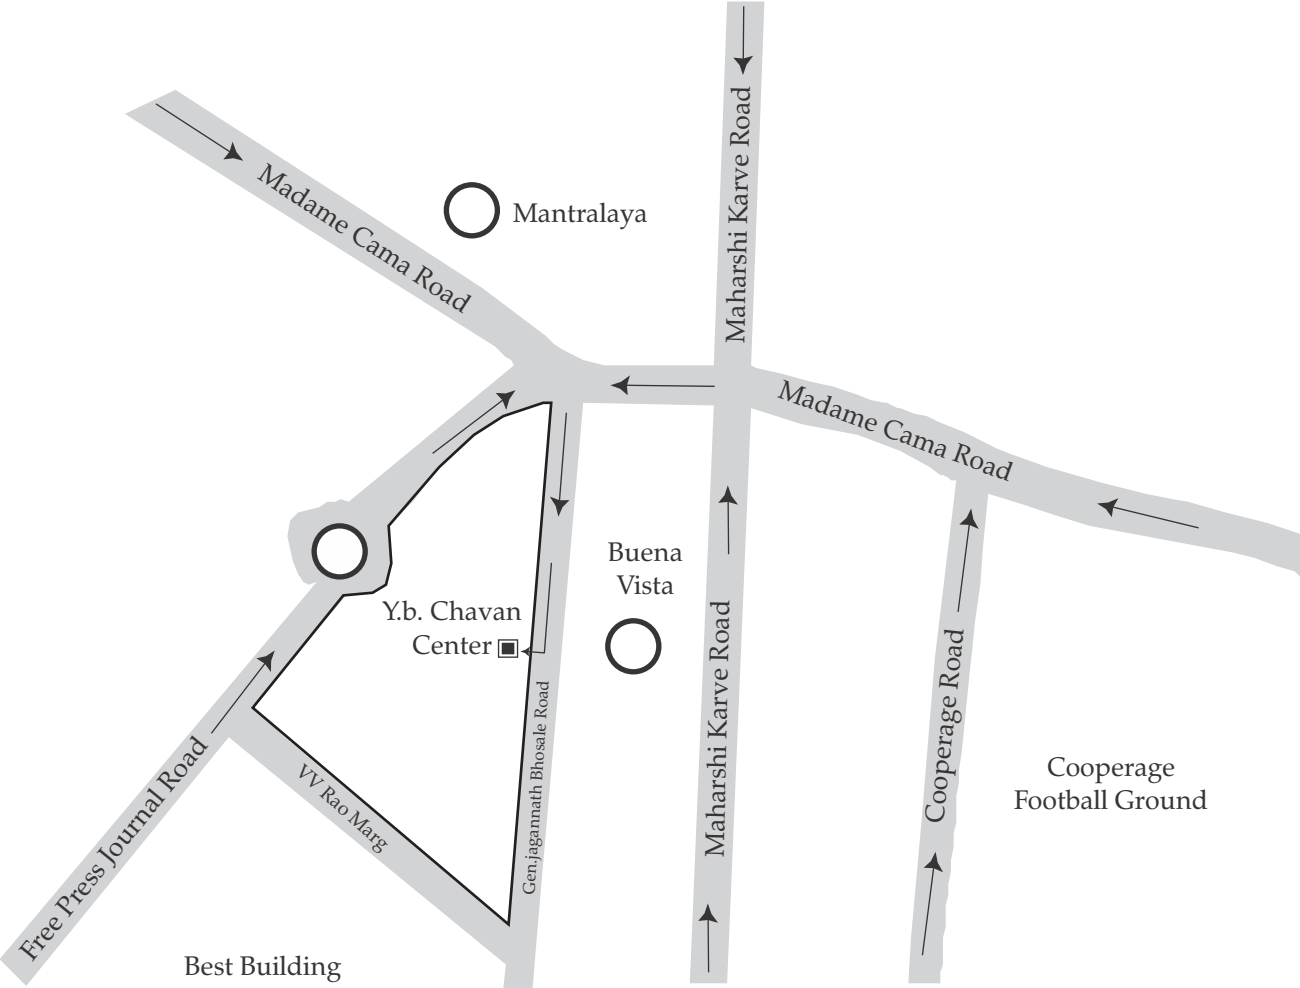 Maharshi Karve Road
Madame Cama Road
Mantralaya
Madame Cama Road
Buena
Vista
Y.b. Chavan
Center
Maharshi Karve Road
Cooperage Road
Gen.jagannath Bhosale Road
Cooperage
Football Ground
VV Rao Marg
Free Press Journal Road
Best Building